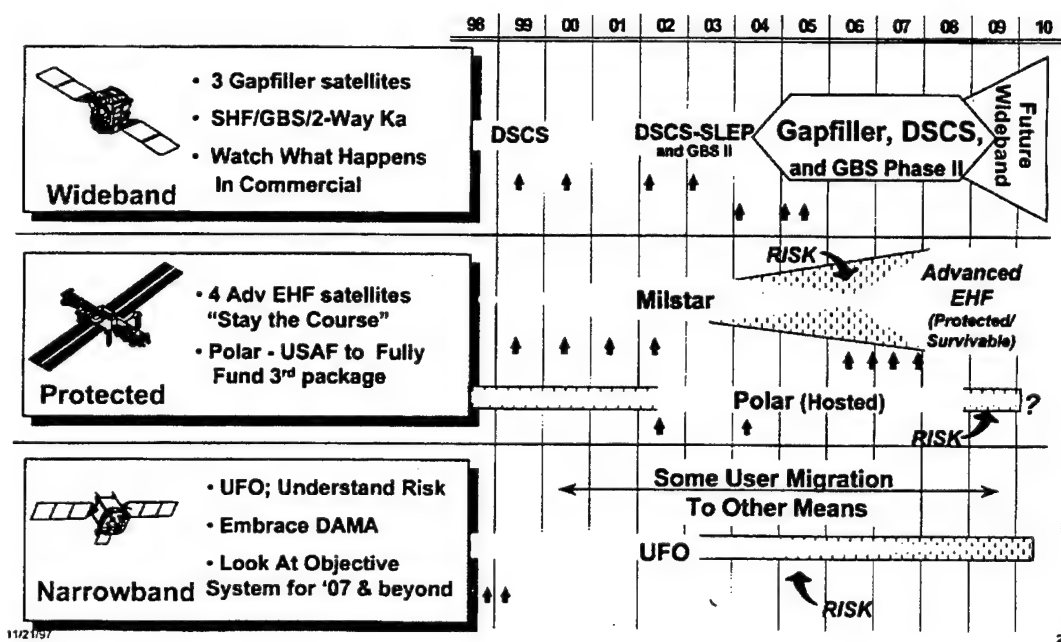 98 99 00 01 02 03 04 05 06 07 08 09 10
• 3 Gapfiller satellites
• SHF/GBS/2-Way Ka
• Watch What Happens
In Commercial
Wideband
DSCS
DSCS-SLEP
and GBS II
Gapfiller, DSCS,
and GBS Phase II
Future
Wideband
• 4 Adv EHF satellites
"Stay the Course"
• Polar - USAF to Fully
Fund 3rd package
Protected
RISK
Milstar
Advanced
EHF
(Protected/
Survivable)
Polar (Hosted)
?
RISK
• UFO; Understand Risk
• Embrace DAMA
• Look At Objective
System for '07 & beyond
Narrowband
Some User Migration
To Other Means
UFO
RISK
11/21/97